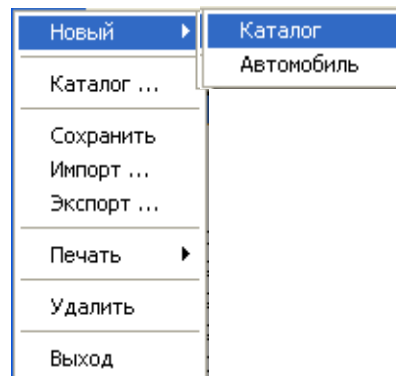 Новый
Каталог
Автомобиль
Каталог ...
Сохранить
Импорт ...
Экспорт ...
Печать
Удалить
Выход